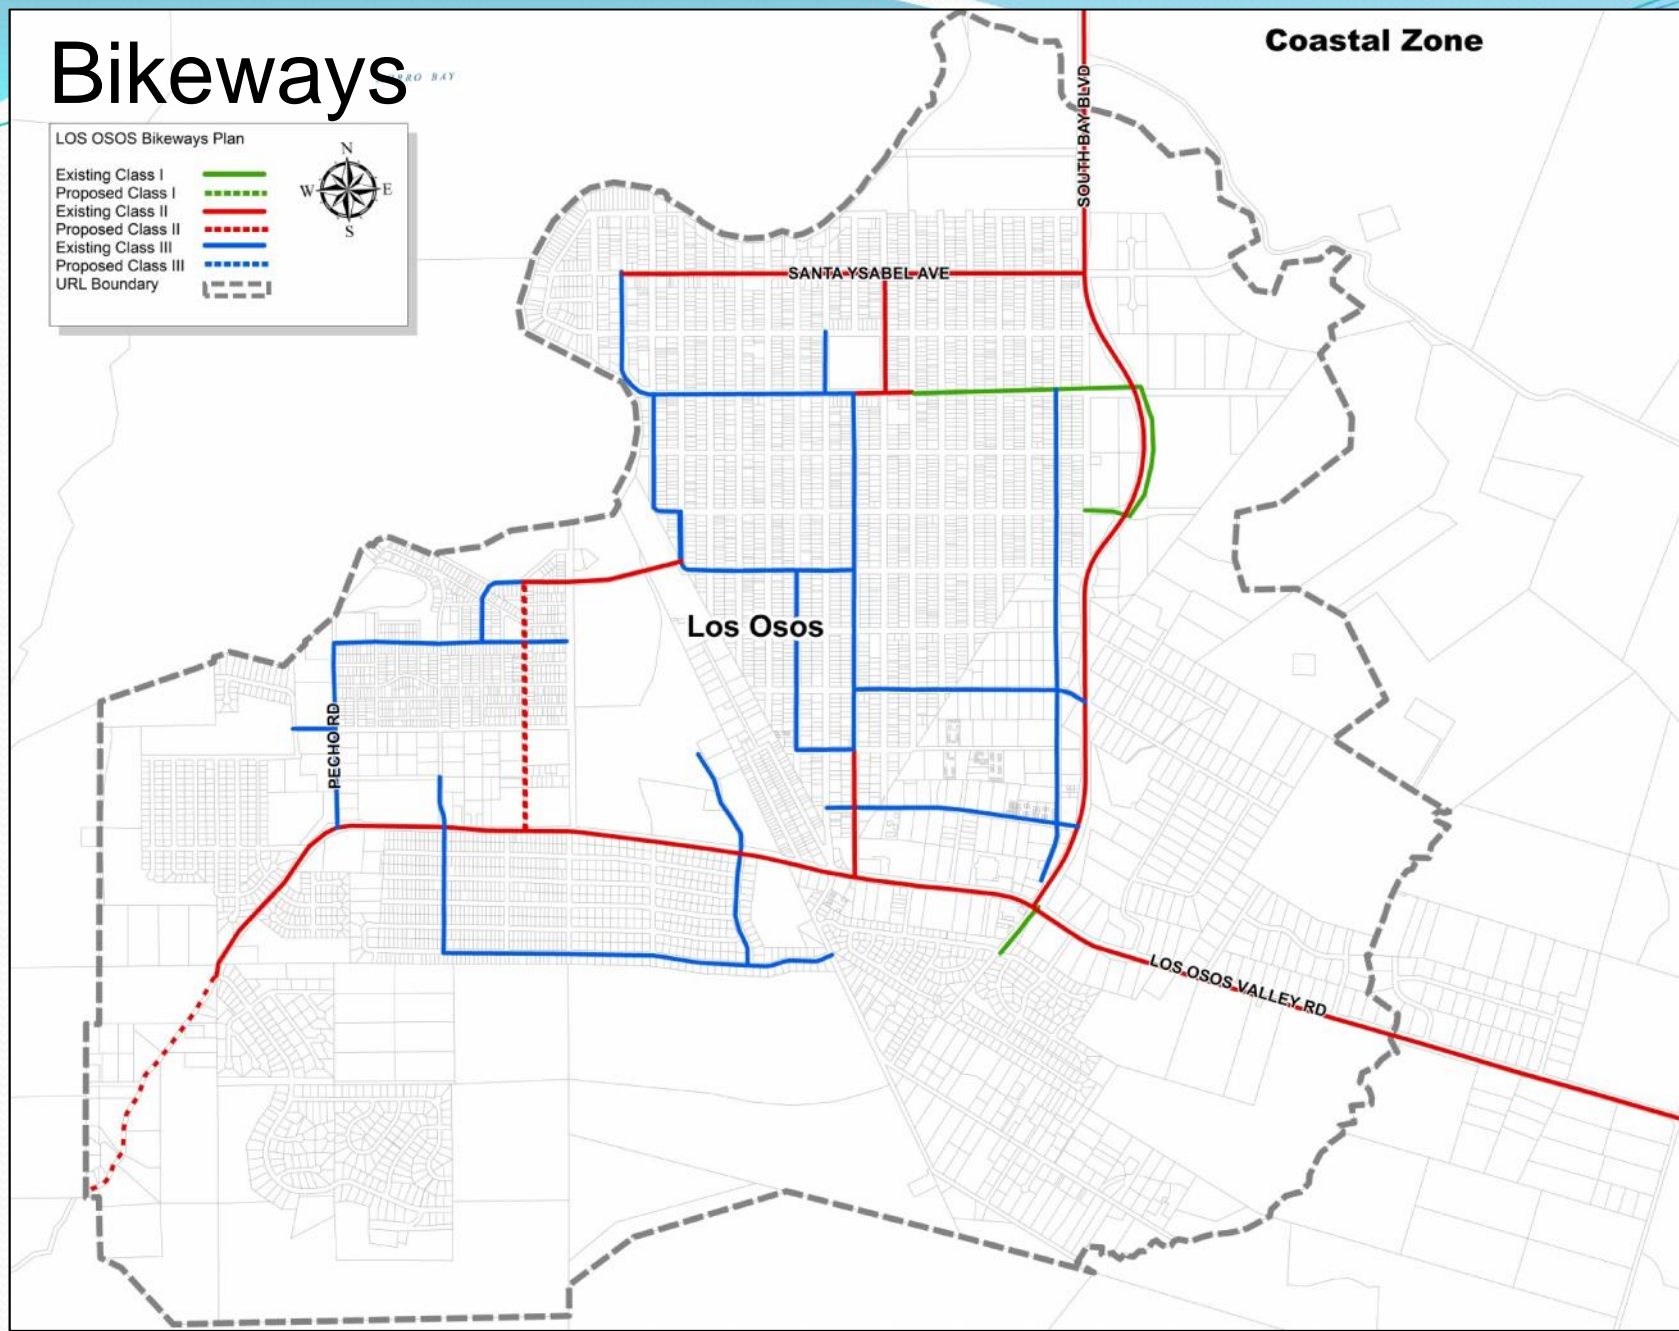 Coastal Zone
Bikeways
LOS OSOS Bikeways Plan
Existing Class I
Proposed Class I
Existing Class II
Proposed Class II
Existing Class III
Proposed Class III
URL Boundary
N
W
E
S
SOUTH BAY BLVD
SANTA YSABEL AVE
Los Osos
PECHO RD
LOS OSOS VALLEY RD
BAY